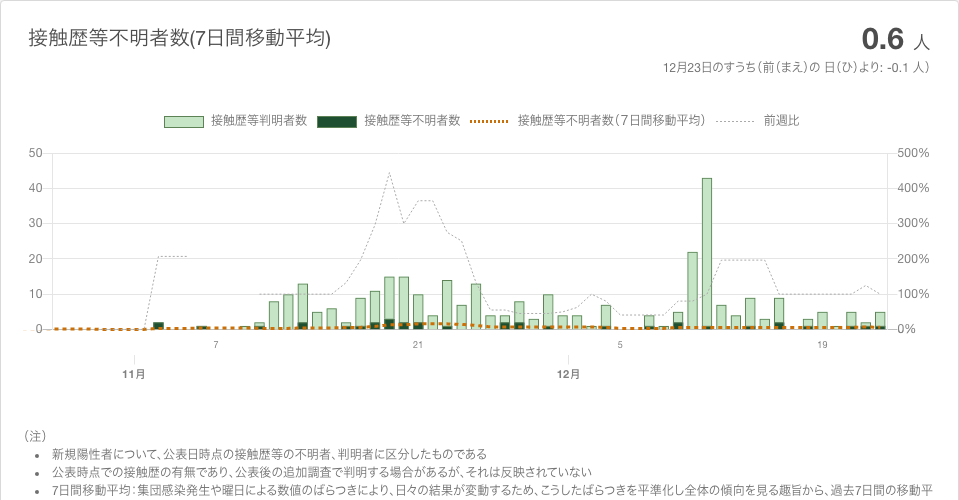 接触歴等不明者数(7日間移動平均)
0.6 人
12月23日のすうち（前（まえ）の 日（ひ）より: -0.1 人）
接触歴等判明者数 接触歴等不明者数 接触歴等不明者数（7日間移動平均） 前週比
50 500%
40 400%
30 300%
20 200%
10 100%
0 0%
7 21 5 19
11月 12月
（注）
• 新規陽性者について、公表日時点の接触歴等の不明者、判明者に区分したものである
• 公表時点での接触歴の有無であり、公表後の追加調査で判明する場合があるが、それは反映されていない
• 7日間移動平均：集団感染発生や曜日による数値のばらつきにより、日々の結果が変動するため、こうしたばらつきを平準化し全体の傾向を見る趣旨から、過去7日間の移動平